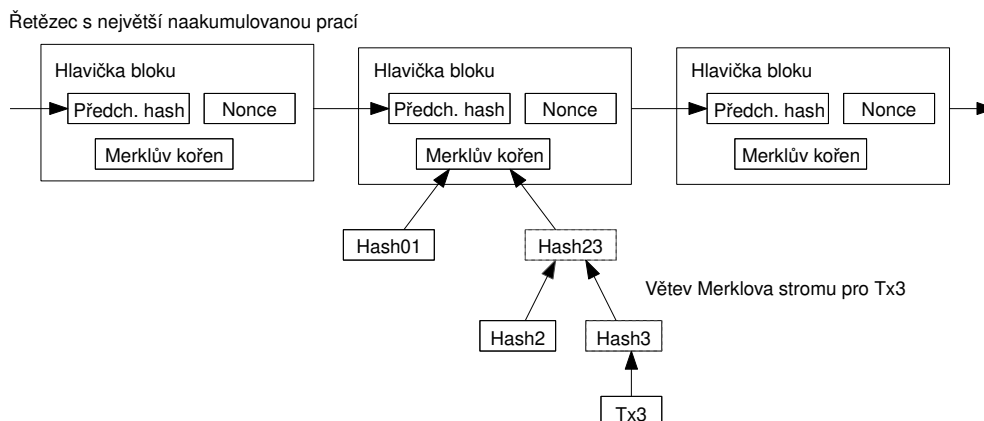 Řetězec s největší naakumulovanou prací
Hlavička bloku
Předch. hash
Nonce
Merklův kořen
Hlavička bloku
Předch. hash
Nonce
Merklův kořen
Hlavička bloku
Předch. hash
Nonce
Merklův kořen
Hash01
Hash23
Větev Merklova stromu pro Tx3
Hash2
Hash3
Tx3